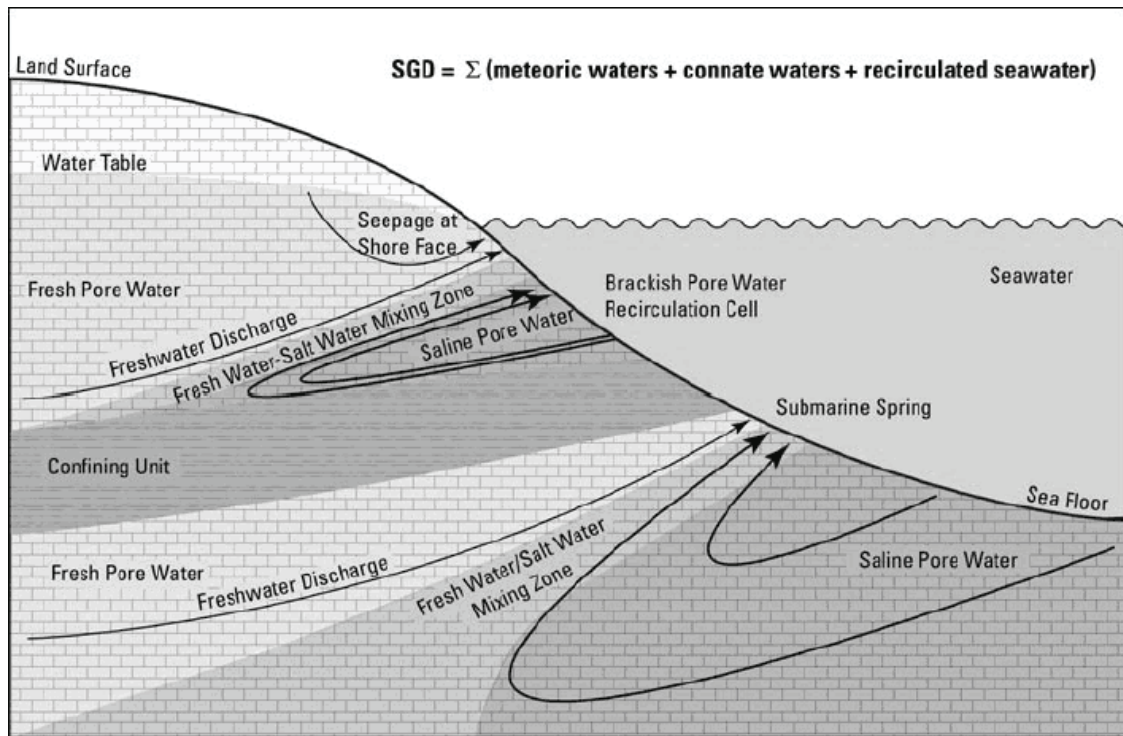 Land Surface
SGD = Σ (meteoric waters + connate waters + recirculated seawater)
Water Table
Seepage at
Shore Face
Fresh Pore Water
Brackish Pore Water
Recirculation Cell
Seawater
Freshwater Discharge
Fresh Water-Salt Water Mixing Zone
Saline Pore Water
Submarine Spring
Confining Unit
Sea Floor
Fresh Pore Water
Freshwater Discharge
Fresh Water/Salt Water
Mixing Zone
Saline Pore Water